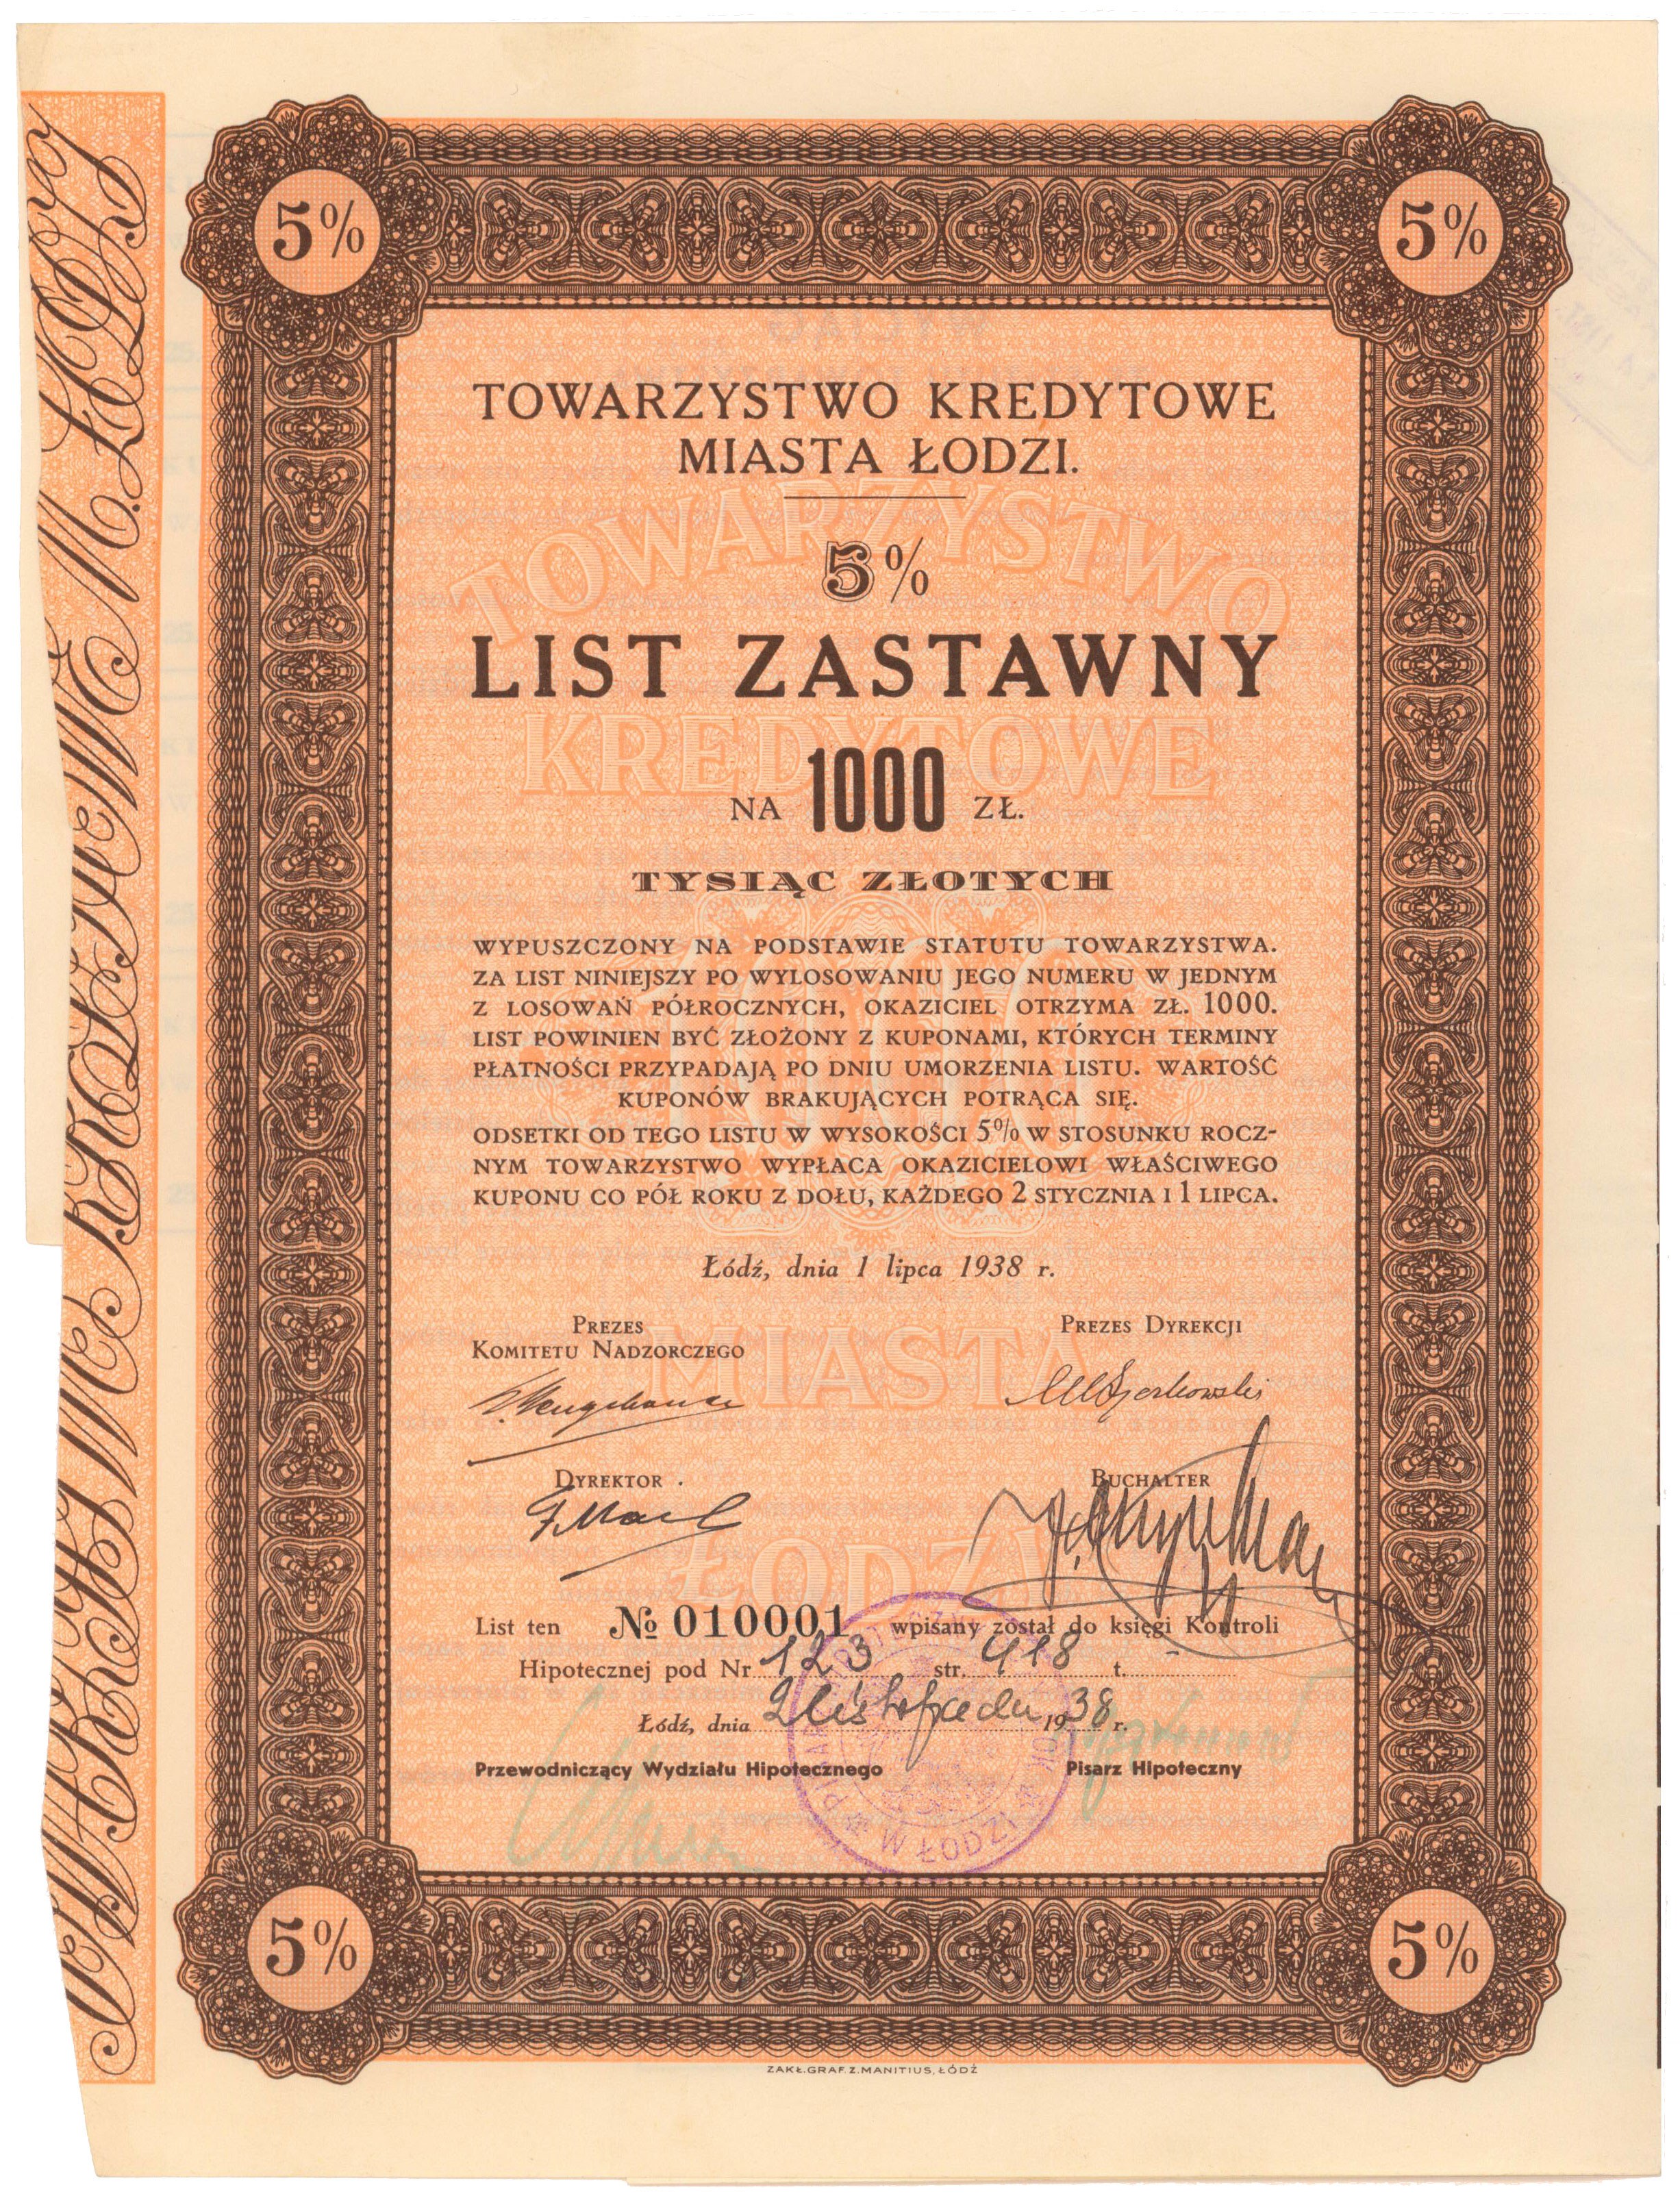 5%
5%
TOWARZYSTWO KREDYTOWE
MIASTA ŁODZI.
5%
LIST ZASTAWNY
NA 1000 ZŁ.
TYSIĄC ZŁOTYCH
WYPUSZCZONY NA PODSTAWIE STATUTU TOWARZYSTWA.
ZA LIST NINIEJSZY PO WYLOSOWANIU JEGO NUMERU W JEDNYM
Z LOSOWAŃ PÓŁROCZNYCH, OKAZICIEL OTRZYMA ZŁ. 1000.
LIST POWINIEN BYĆ ZŁOŻONY Z KUPONAMI, KTÓRYCH TERMINY
PŁATNOŚCI PRZYPADAJĄ PO DNIU UMORZENIA LISTU. WARTOŚĆ
KUPONÓW BRAKUJĄCYCH POTRĄCA SIĘ.
ODSETKI OD TEGO LISTU W WYSOKOŚCI 5% W STOSUNKU ROCZ-
NYM TOWARZYSTWO WYPŁACA OKAZICIELOWI WŁAŚCIWEGO
KUPONU CO PÓŁ ROKU Z DOŁU, KAŻDEGO 2 STYCZNIA I 1 LIPCA.
Łódź, dnia 1 lipca 1938 r.
PREZES
KOMITETU NADZORCZEGO
PREZES DYREKCJI
DYREKTOR
BUCHALTER
List ten № 010001 wpisany został do księgi Kontroli
Hipotecznej pod Nr 123 str. 418 t.
Łódź, dnia 2 listopada 1938 r.
Przewodniczący Wydziału Hipotecznego
Pisarz Hipoteczny
W ŁODZI
5%
5%
ZAKŁ. GRAF. Z. MANITIUS, ŁÓDŹ
TOWARZYSTWO
KREDYTOWE
1000
MIASTA
ŁODZI